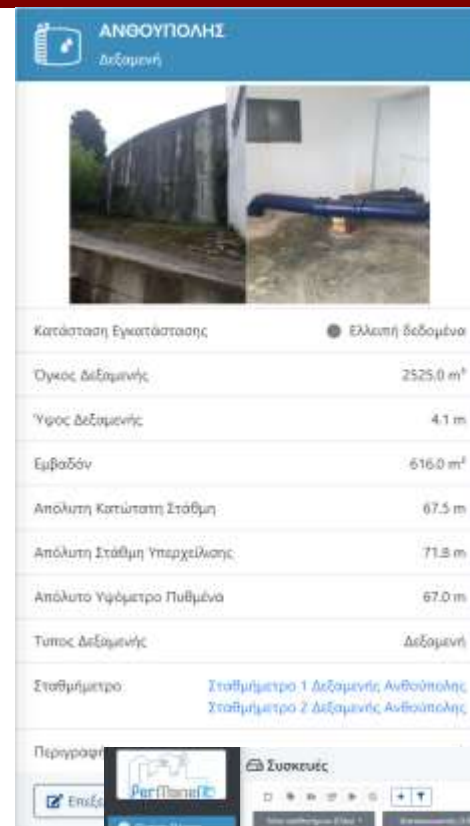 ΑΝΘΟΥΠΟΛΗΣ
Δεξαμενή
Κατάσταση Εγκατάστασης Ελλειπή δεδομένα
Όγκος Δεξαμενής 2525.0 m³
Ύψος Δεξαμενής 4.1 m
Εμβαδόν 616.0 m²
Απόλυτη Κατώτατη Στάθμη 67.5 m
Απόλυτη Στάθμη Υπερχείλισης 71.8 m
Απόλυτο Υψόμετρο Πυθμένα 67.0 m
Τυπος Δεξαμενής Δεξαμενή
Σταθμήμετρο Σταθμήμετρο 1 Δεξαμενής Ανθούπολης
Σταθμήμετρο 2 Δεξαμενής Ανθούπολης
Περιγραφή
Συσκευές